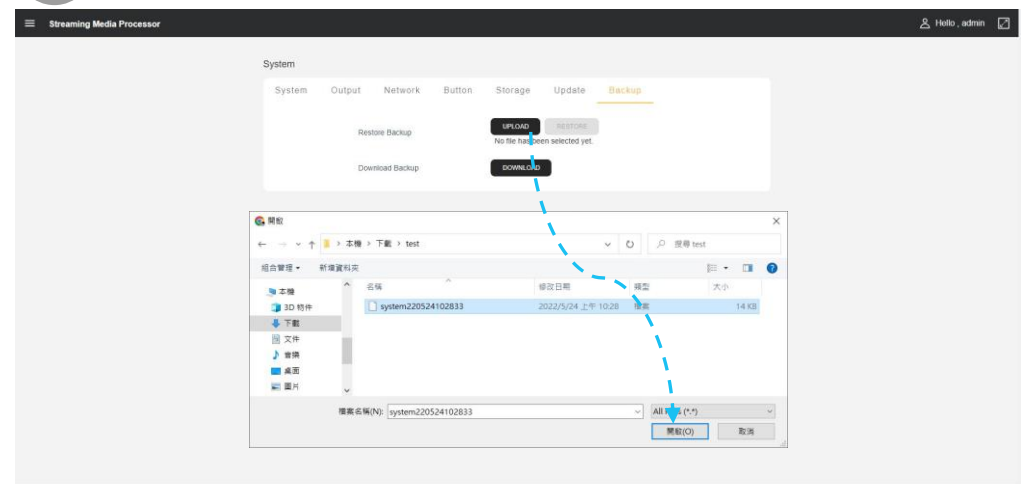 Streaming Media Processor
Hello , admin
System
System Output Network Button Storage Update Backup
Restore Backup
UPLOAD RESTORE
No file has been selected yet.
Download Backup
DOWNLOAD
開啟
本機 › 下載 › test
搜尋 test
組合管理 新增資料夾
名稱 修改日期 類型 大小
本機
3D 物件
下載
文件
音樂
桌面
圖片
system220524102833 2022/5/24 上午 10:28 檔案 14 KB
檔案名稱(N): system220524102833
All Files (*.*)
開啟(O) 取消